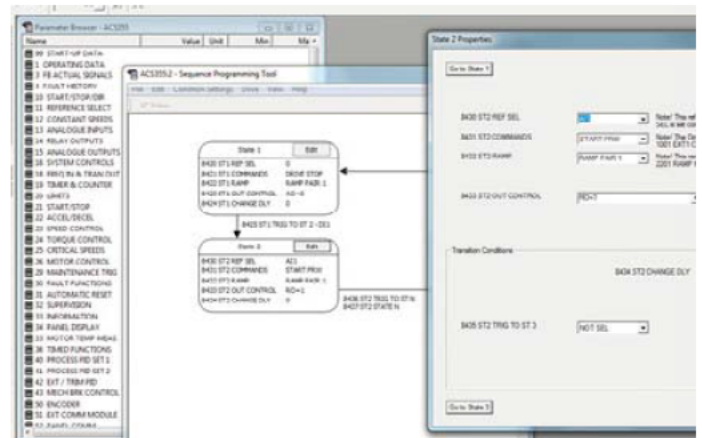 Parameter Browser - ACS355
Name Value Unit Min Ma
99 START-UP DATA
1 OPERATING DATA
3 FB ACTUAL SIGNALS
4 FAULT HISTORY
10 START/STOP/DIR
11 REFERENCE SELECT
12 CONSTANT SPEEDS
13 ANALOGUE INPUTS
14 RELAY OUTPUTS
15 ANALOGUE OUTPUTS
16 SYSTEM CONTROLS
18 FREQ IN & TRAN OUT
19 TIMER & COUNTER
20 LIMITS
21 START/STOP
22 ACCEL/DECEL
23 SPEED CONTROL
24 TORQUE CONTROL
25 CRITICAL SPEEDS
26 MOTOR CONTROL
29 MAINTENANCE TRIG
30 FAULT FUNCTIONS
31 AUTOMATIC RESET
32 SUPERVISION
33 INFORMATION
34 PANEL DISPLAY
35 MOTOR TEMP MEAS
36 TIMED FUNCTIONS
40 PROCESS PID SET 1
41 PROCESS PID SET 2
42 EXT / TRIM PID
43 MECH BRK CONTROL
50 ENCODER
51 EXT COMM MODULE
52 PANEL COMM
ACS355:2 - Sequence Programming Tool
File Edit Common Settings Drive View Help
State 1 Edit
8420 ST1 REF SEL 0
8421 ST1 COMMANDS DRIVE STOP
8422 ST1 RAMP RAMP PAIR 1
8423 ST1 OUT CONTROL
8424 ST1 CHANGE DLY 0
8425 ST1 TRIG TO ST 2
State 2 Edit
8430 ST2 REF SEL AI1
8431 ST2 COMMANDS START FRW
8432 ST2 RAMP RAMP PAIR 1
8433 ST2 OUT CONTROL
8434 ST2 CHANGE DLY 0
8436 ST2 TRIG TO ST N
8437 ST2 STATE N
State 2 Properties
Go to State 1
8430 ST2 REF SEL AI1 Note! This ref
8431 ST2 COMMANDS START FRW
1001 EXT1 C
8432 ST2 RAMP RAMP PAIR 1
2201 RAMP
8433 ST2 OUT CONTROL
Transition Conditions
8434 ST2 CHANGE DLY
8435 ST2 TRIG TO ST 3 NOT SEL
Go to State 3